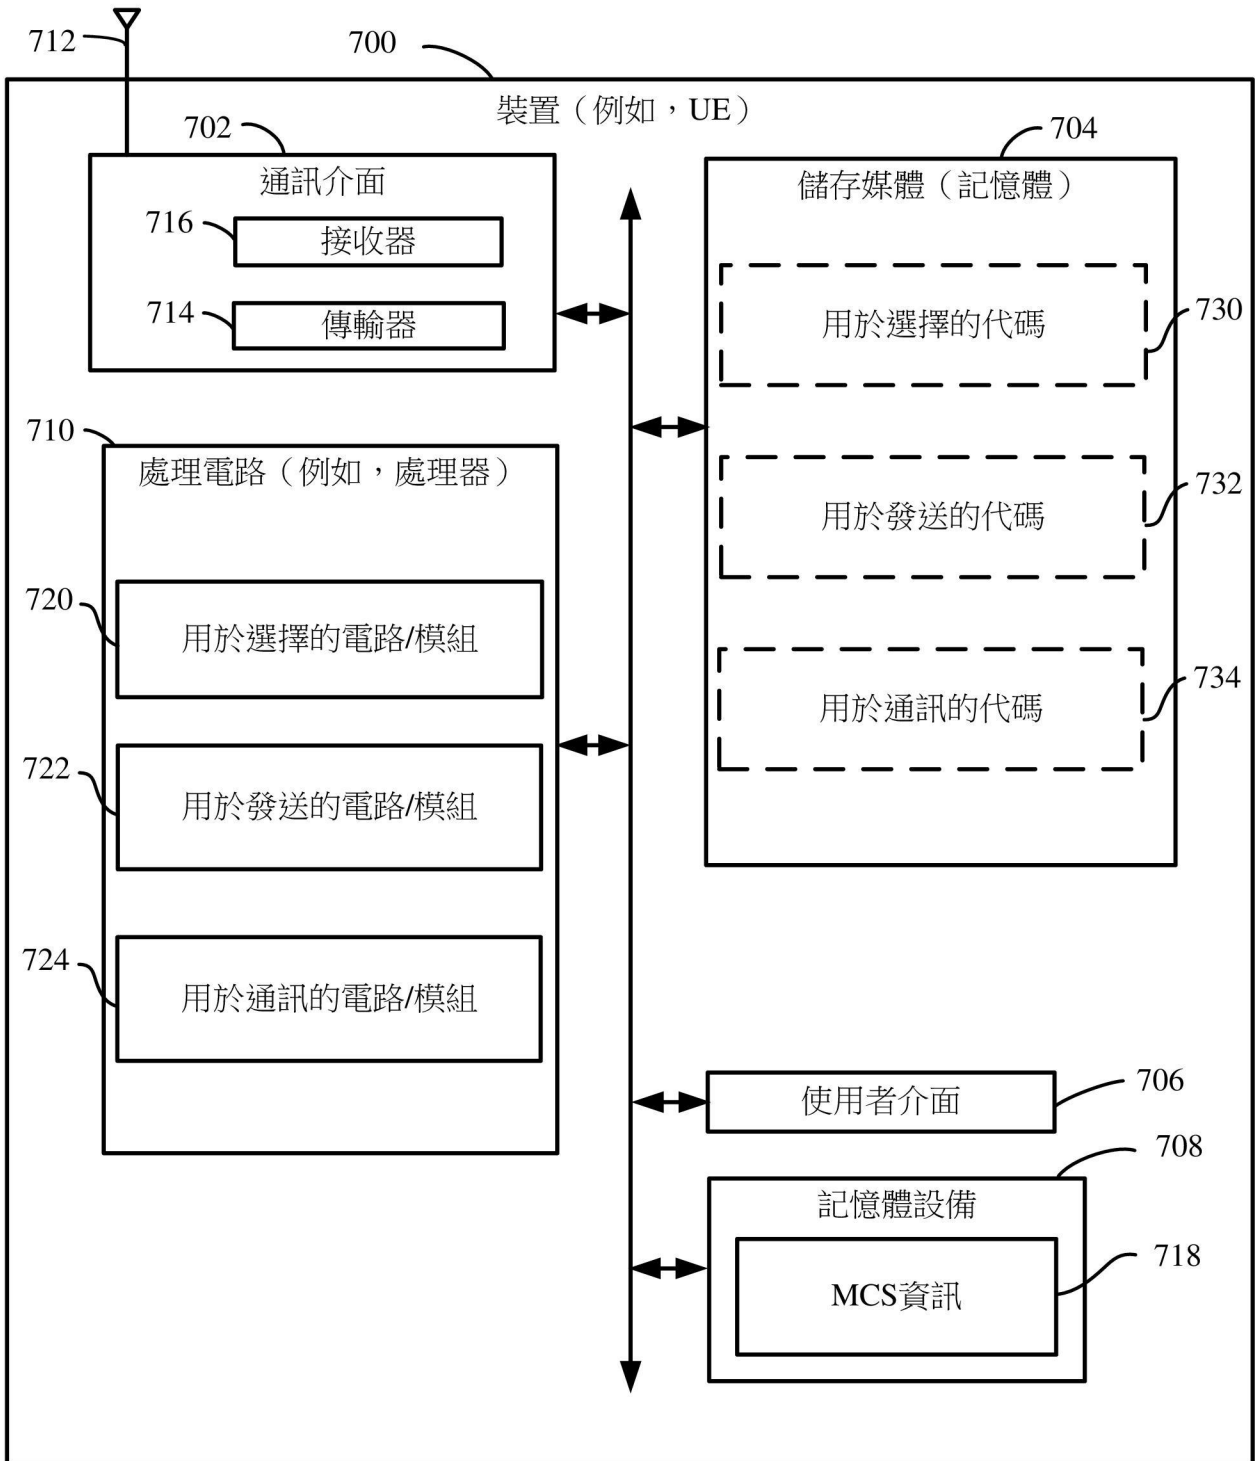 712
700
裝置（例如，UE）
702
704
通訊介面
儲存媒體（記憶體）
716
接收器
714
傳輸器
用於選擇的代碼
730
710
處理電路（例如，處理器）
用於發送的代碼
732
720
用於選擇的電路/模組
用於通訊的代碼
734
722
用於發送的電路/模組
724
用於通訊的電路/模組
使用者介面
706
708
記憶體設備
718
MCS資訊